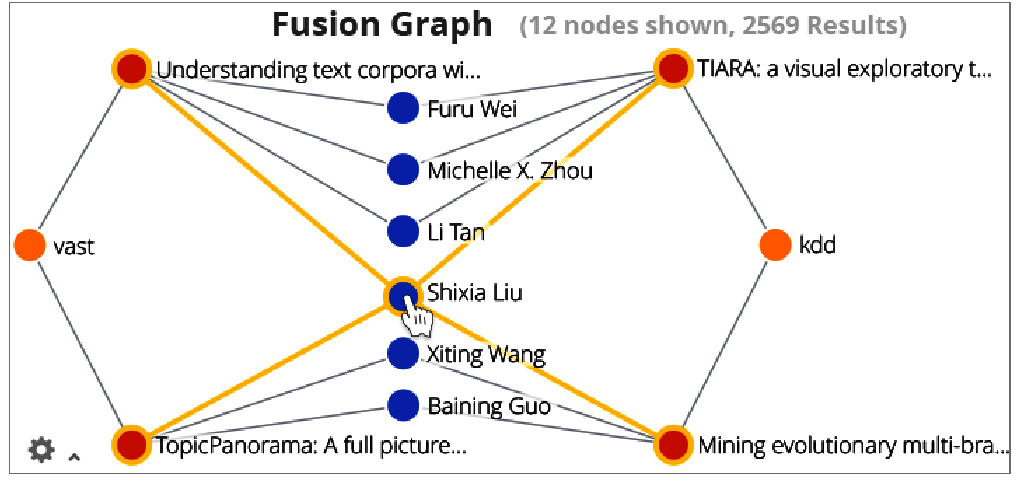 Fusion Graph (12 nodes shown, 2569 Results)
Understanding text corpora wi...
TIARA: a visual exploratory t...
Furu Wei
Michelle X. Zhou
Li Tan
vast
kdd
Shixia Liu
Xiting Wang
Baining Guo
TopicPanorama: A full picture...
Mining evolutionary multi-bra...